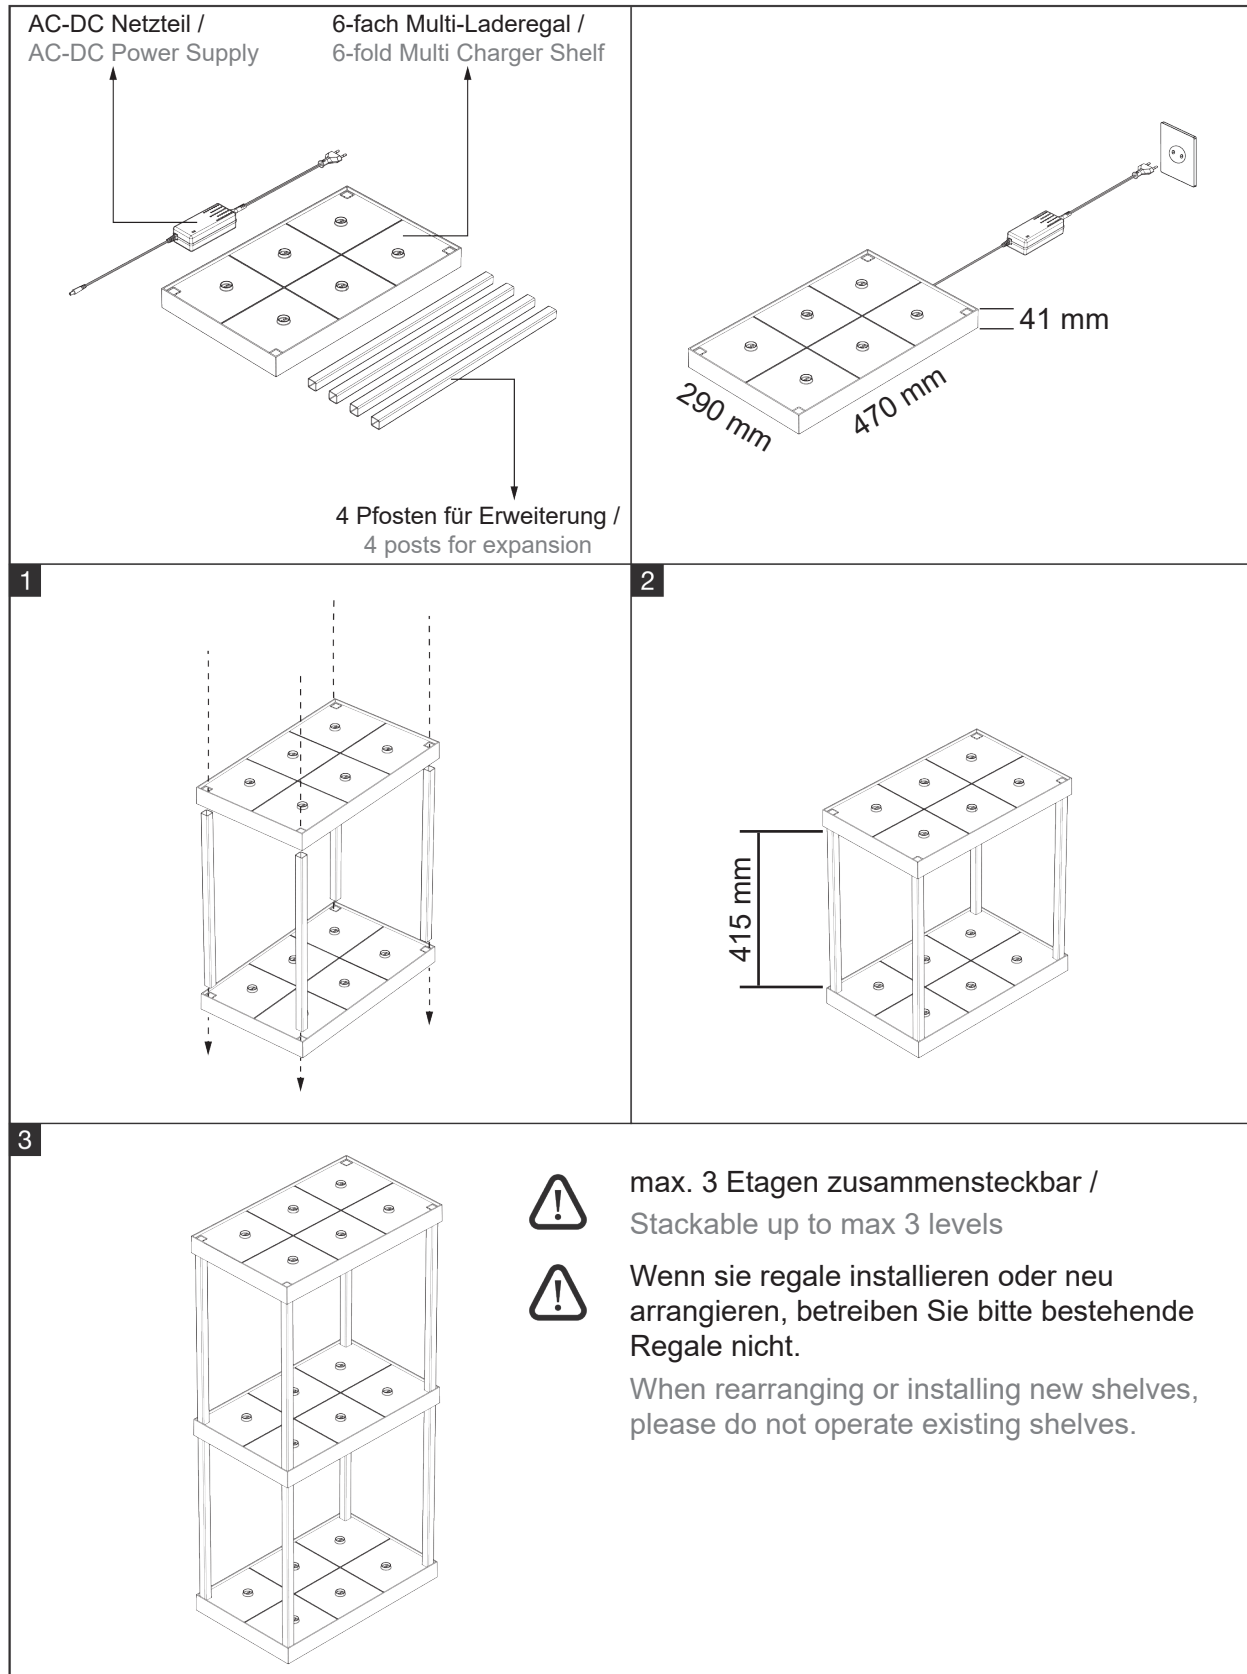 AC-DC Netzteil /
AC-DC Power Supply
6-fach Multi-Laderegal /
6-fold Multi Charger Shelf
4 Pfosten für Erweiterung /
4 posts for expansion
41 mm
290 mm
470 mm
1
2
415 mm
3
max. 3 Etagen zusammensteckbar /
Stackable up to max 3 levels
Wenn sie regale installieren oder neu
arrangieren, betreiben Sie bitte bestehende
Regale nicht.
When rearranging or installing new shelves,
please do not operate existing shelves.